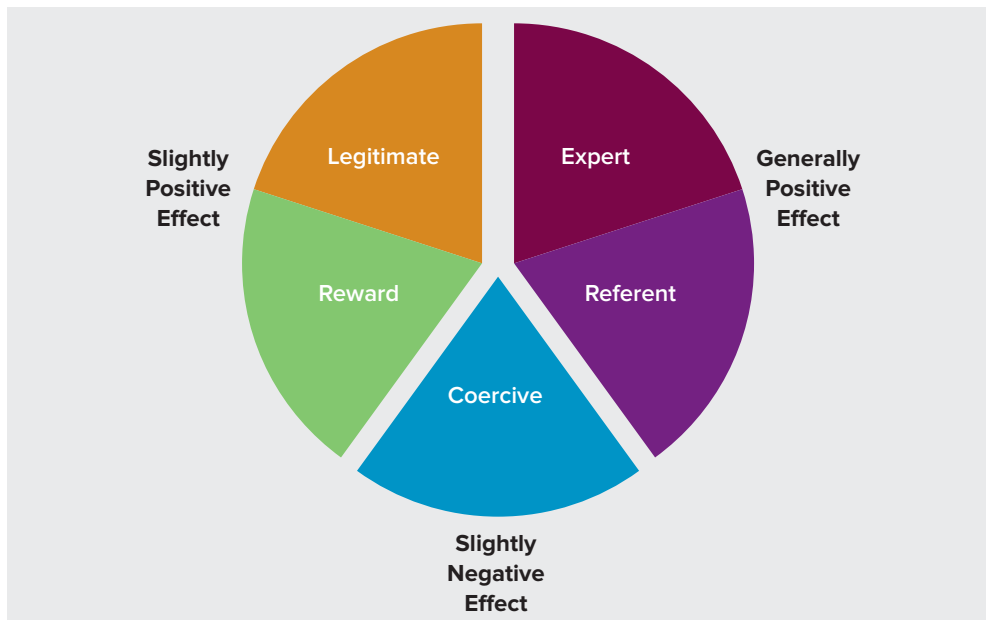 Legitimate
Expert
Slightly
Positive
Effect
Generally
Positive
Effect
Reward
Referent
Coercive
Slightly
Negative
Effect